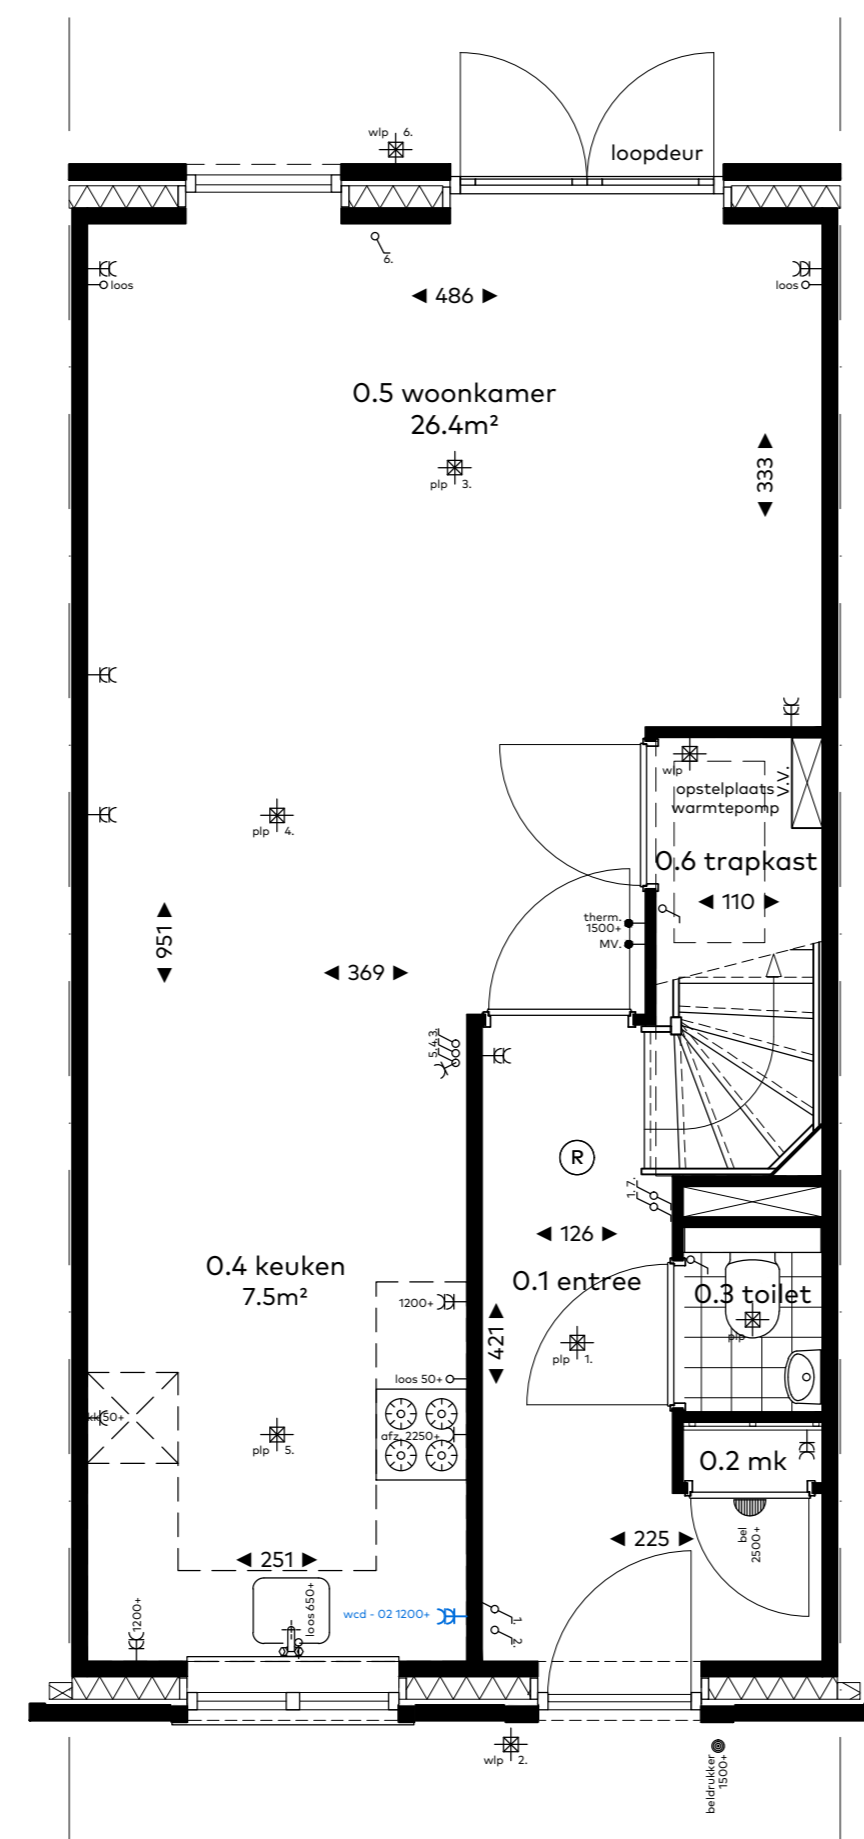 wlp 6.
loopdeur
6.
loos
loos
486
0.5 woonkamer
26.4m²
333
plp 3.
wlp
opstelplaats
warmtepomp
V.V.
plp 4.
0.6 trapkast
110
therm.
1500+
MV.
951
369
5.4.3.
R
1.7.
126
0.4 keuken
7.5m²
0.1 entree
0.3 toilet
1200+
421
plp
plp 1.
loos 50+
50+
afz. 2250+
plp 5.
0.2 mk
bel
2500+
225
251
loos 650+
1200+
wcd - 02 1200+
1.
2.
wlp 2.
beldrukker
1500+